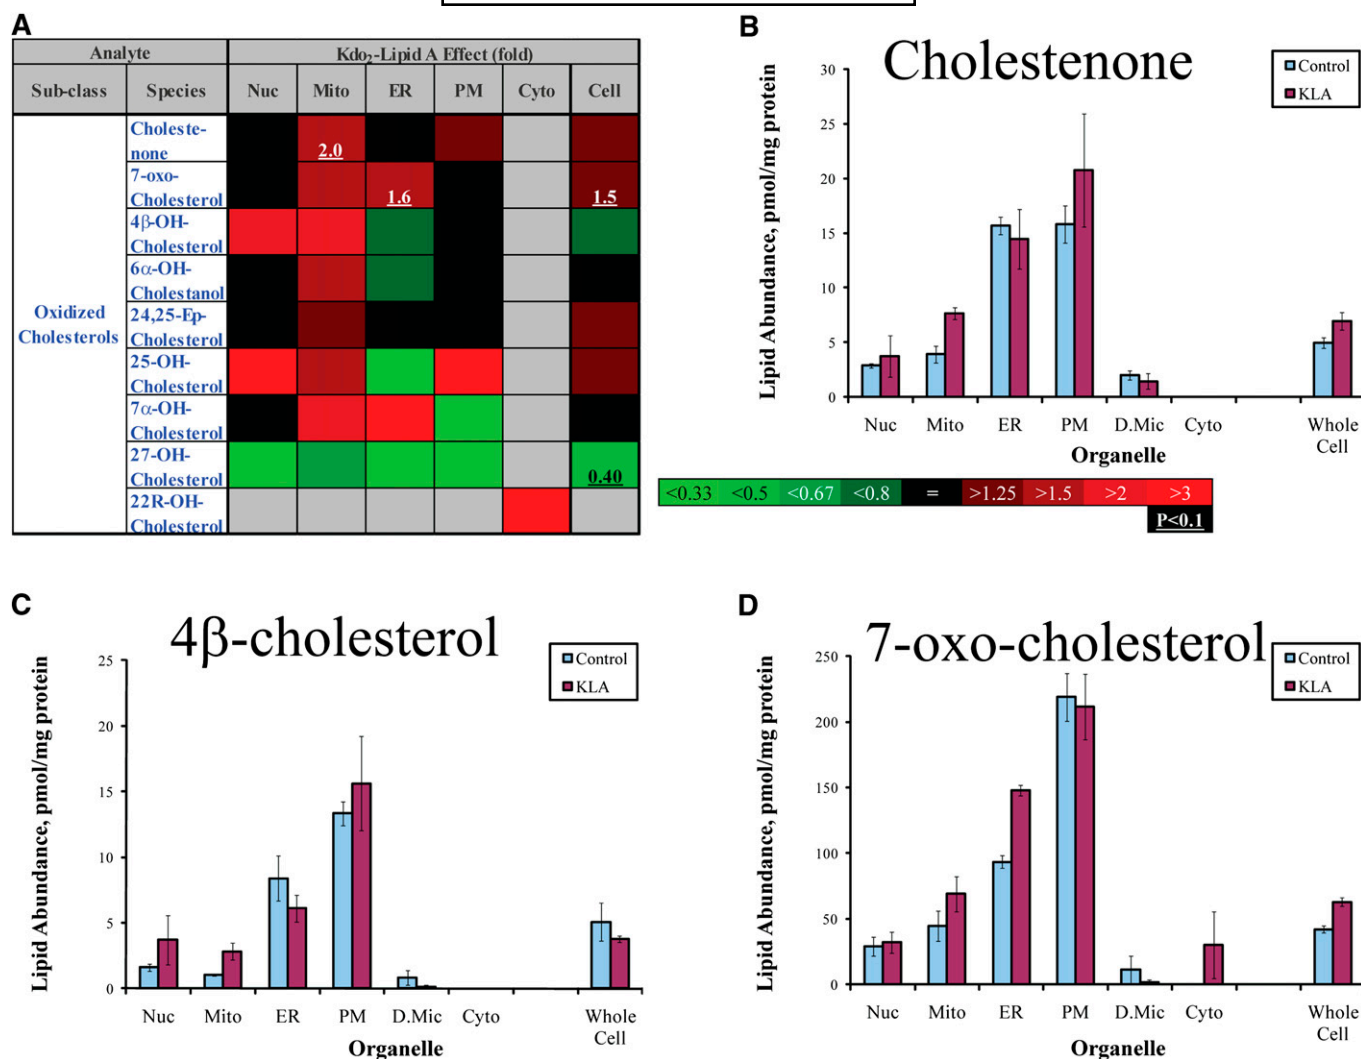 A
Analyte
Kdo2-Lipid A Effect (fold)
Sub-class
Species
Nuc
Mito
ER
PM
Cyto
Cell
Oxidized
Cholesterols
Choleste-
none
2.0
7-oxo-
Cholesterol
1.6
1.5
4β-OH-
Cholesterol
6α-OH-
Cholestanol
24,25-Ep-
Cholesterol
25-OH-
Cholesterol
7α-OH-
Cholesterol
27-OH-
Cholesterol
0.40
22R-OH-
Cholesterol
B
Cholestenone
Control
KLA
Lipid Abundance, pmol/mg protein
30
25
20
15
10
5
0
Nuc
Mito
ER
PM
D.Mic
Cyto
Whole
Cell
Organelle
<0.33
<0.5
<0.67
<0.8
=
>1.25
>1.5
>2
>3
P<0.1
C
4β-cholesterol
Control
KLA
Lipid Abundance, pmol/mg protein
25
20
15
10
5
0
Nuc
Mito
ER
PM
D.Mic
Cyto
Whole
Cell
Organelle
D
7-oxo-cholesterol
Control
KLA
Lipid Abundance, pmol/mg protein
250
200
150
100
50
0
Nuc
Mito
ER
PM
D.Mic
Cyto
Whole
Cell
Organelle